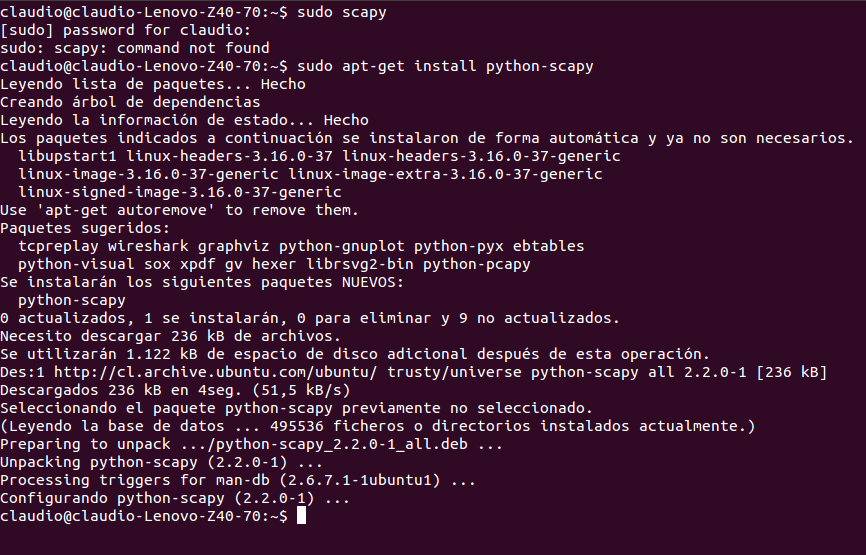 claudio@claudio-Lenovo-Z40-70:~$ sudo scapy
[sudo] password for claudio:
sudo: scapy: command not found
claudio@claudio-Lenovo-Z40-70:~$ sudo apt-get install python-scapy
Leyendo lista de paquetes... Hecho
Creando árbol de dependencias
Leyendo la información de estado... Hecho
Los paquetes indicados a continuación se instalaron de forma automática y ya no son necesarios.
  libupstart1 linux-headers-3.16.0-37 linux-headers-3.16.0-37-generic
  linux-image-3.16.0-37-generic linux-image-extra-3.16.0-37-generic
  linux-signed-image-3.16.0-37-generic
Use 'apt-get autoremove' to remove them.
Paquetes sugeridos:
  tcpreplay wireshark graphviz python-gnuplot python-pyx ebtables
  python-visual sox xpdf gv hexer librsvg2-bin python-pcapy
Se instalarán los siguientes paquetes NUEVOS:
  python-scapy
0 actualizados, 1 se instalarán, 0 para eliminar y 9 no actualizados.
Necesito descargar 236 kB de archivos.
Se utilizarán 1.122 kB de espacio de disco adicional después de esta operación.
Des:1 http://cl.archive.ubuntu.com/ubuntu/ trusty/universe python-scapy all 2.2.0-1 [236 kB]
Descargados 236 kB en 4seg. (51,5 kB/s)
Seleccionando el paquete python-scapy previamente no seleccionado.
(Leyendo la base de datos ... 495536 ficheros o directorios instalados actualmente.)
Preparing to unpack .../python-scapy_2.2.0-1_all.deb ...
Unpacking python-scapy (2.2.0-1) ...
Processing triggers for man-db (2.6.7.1-1ubuntu1) ...
Configurando python-scapy (2.2.0-1) ...
claudio@claudio-Lenovo-Z40-70:~$